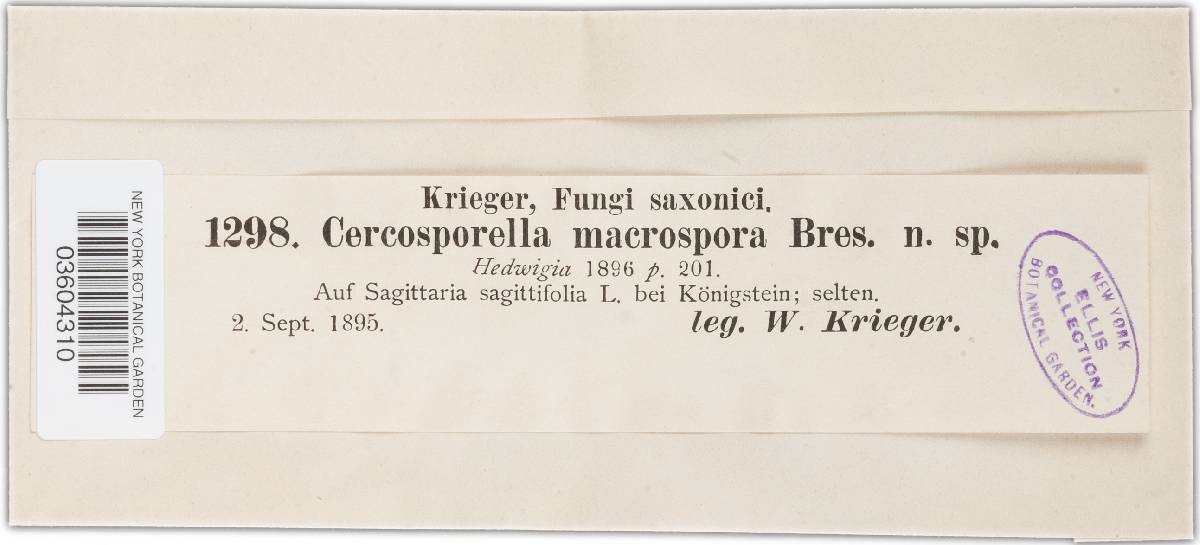 Krieger, Fungi saxonici.
1298. Cercosporella macrospora Bres. n. sp.
Hedwigia 1896 p. 201.
Auf Sagittaria sagittifolia L. bei Königstein; selten.
2. Sept. 1895. leg. W. Krieger.
NEW YORK BOTANICAL GARDEN
03604310
NEW YORK
ELLIS
COLLECTION
BOTANICAL GARDEN.